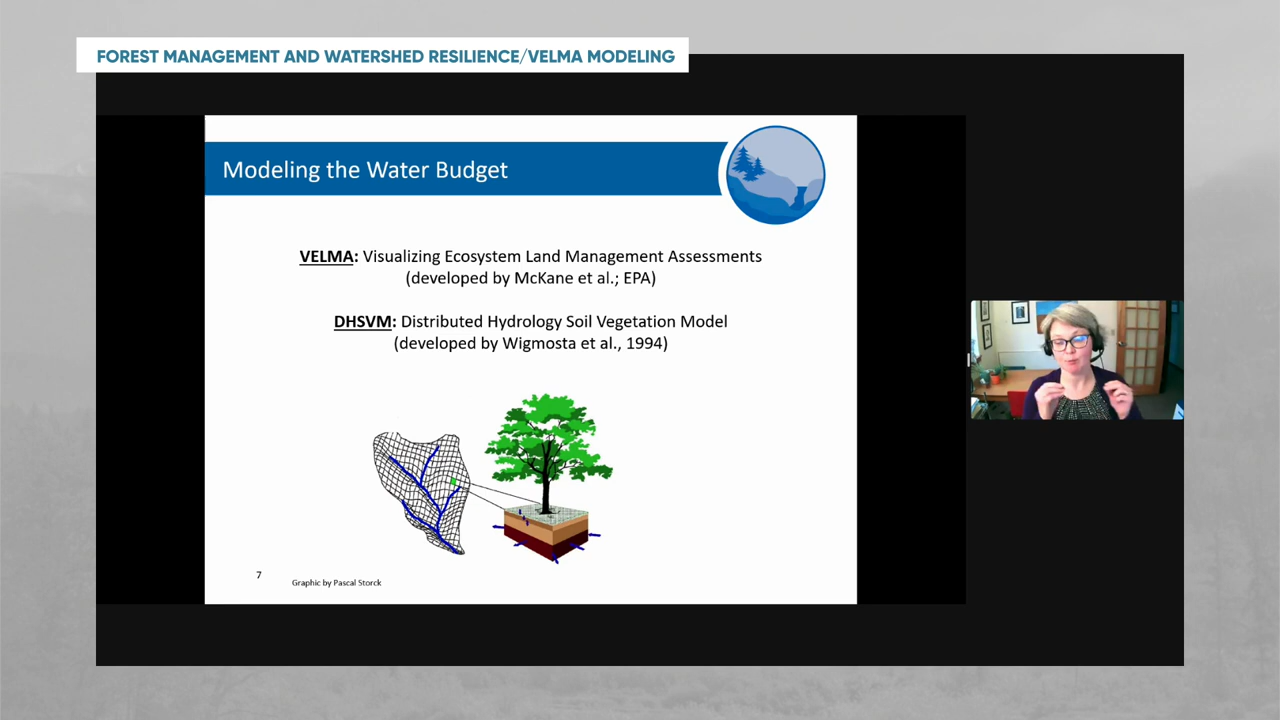 FOREST MANAGEMENT AND WATERSHED RESILIENCE/VELMA MODELING
Modeling the Water Budget
VELMA: Visualizing Ecosystem Land Management Assessments
(developed by McKane et al.; EPA)
DHSVM: Distributed Hydrology Soil Vegetation Model
(developed by Wigmosta et al., 1994)
7
Graphic by Pascal Storck